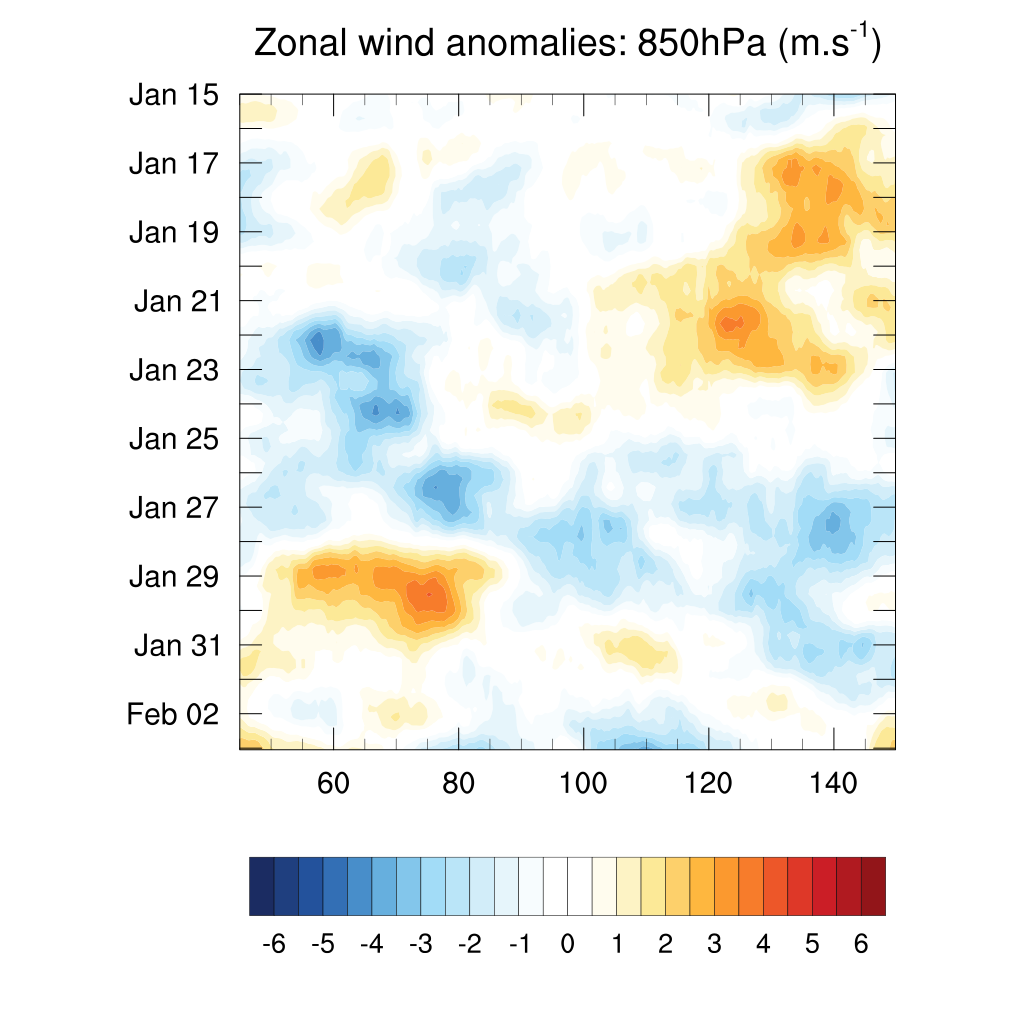 Zonal wind anomalies: 850hPa (m.s⁻¹)
Jan 15
Jan 17
Jan 19
Jan 21
Jan 23
Jan 25
Jan 27
Jan 29
Jan 31
Feb 02
60 80 100 120 140
-6 -5 -4 -3 -2 -1 0 1 2 3 4 5 6